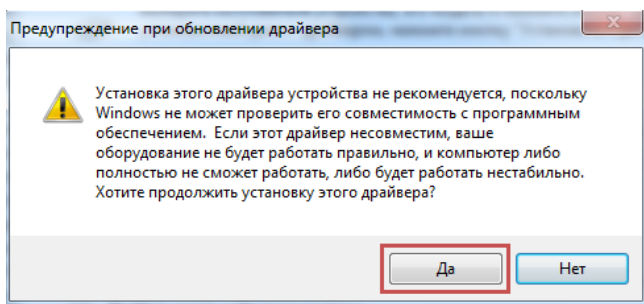 Предупреждение при обновлении драйвера
Установка этого драйвера устройства не рекомендуется, поскольку
Windows не может проверить его совместимость с программным
обеспечением. Если этот драйвер несовместим, ваше
оборудование не будет работать правильно, и компьютер либо
полностью не сможет работать, либо будет работать нестабильно.
Хотите продолжить установку этого драйвера?
Да
Нет